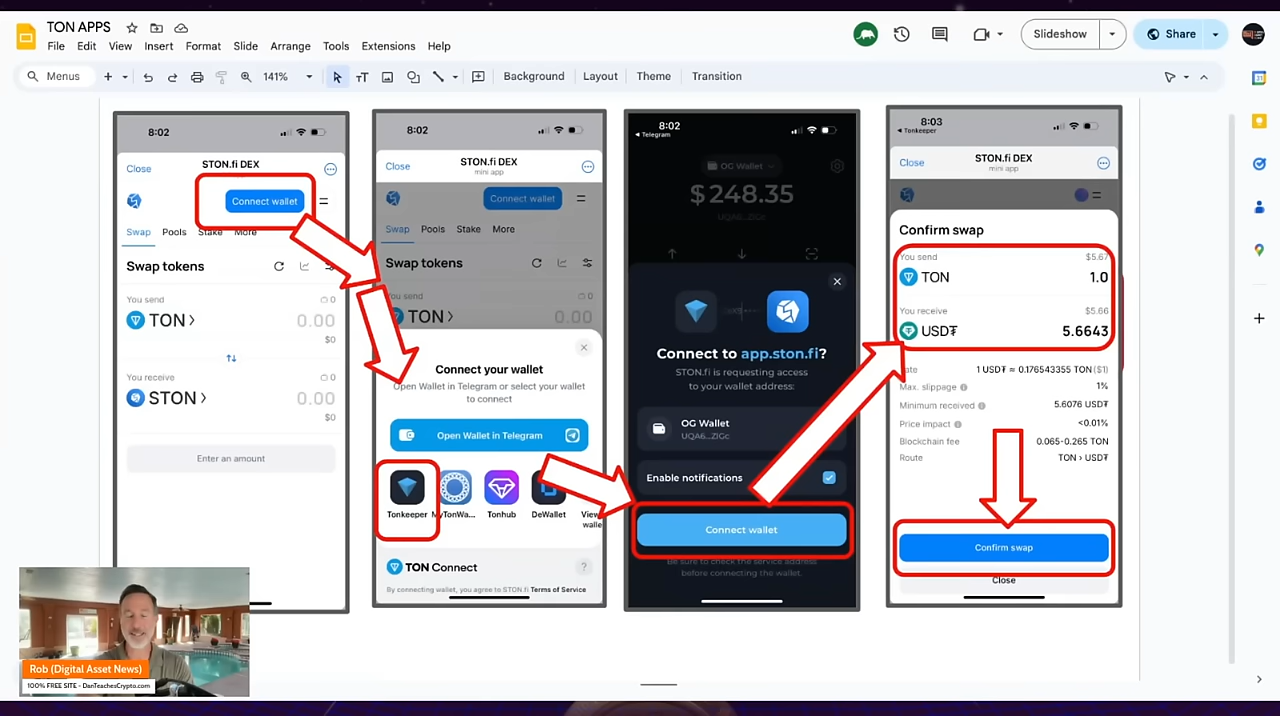 TON APPS
File Edit View Insert Format Slide Arrange Tools Extensions Help
Slideshow
Share
Menus
141%
Background Layout Theme Transition
8:02
Close
STON.fi DEX
Connect wallet
Swap Pools Stake More
Swap tokens
You send
0
TON
0.00
$0
You receive
0
STON
0.00
$0
Enter an amount
8:02
Close
STON.fi DEX
mini app
Connect wallet
Swap Pools Stake More
Swap tokens
You send
0
TON
0.00
Connect your wallet
Open Wallet in Telegram or select your wallet
to connect
Open Wallet in Telegram
Tonkeeper MyTonWa... Tonhub DeWallet View
walle
TON Connect
?
By connecting wallet, you agree to STON.fi Terms of Service
8:02
Telegram
OG Wallet
$248.35
UQA6...ZIGc
Connect to app.ston.fi?
STON.fi is requesting access
to your wallet address:
OG Wallet
UQA6...ZIGc
Enable notifications
Connect wallet
Be sure to check the service address
before connecting the wallet.
8:03
Tonkeeper
Close
STON.fi DEX
mini app
Confirm swap
You send
$5.67
TON
1.0
You receive
$5.66
USD₮
5.6643
ate
1 USD₮ ≈ 0.176543355 TON ($1)
Max. slippage
1%
Minimum received
5.6076 USD₮
Price impact
<0.01%
Blockchain fee
0.065-0.265 TON
Route
TON › USD₮
Confirm swap
Close
Rob (Digital Asset News)
100% FREE SITE - DanTeachesCrypto.com